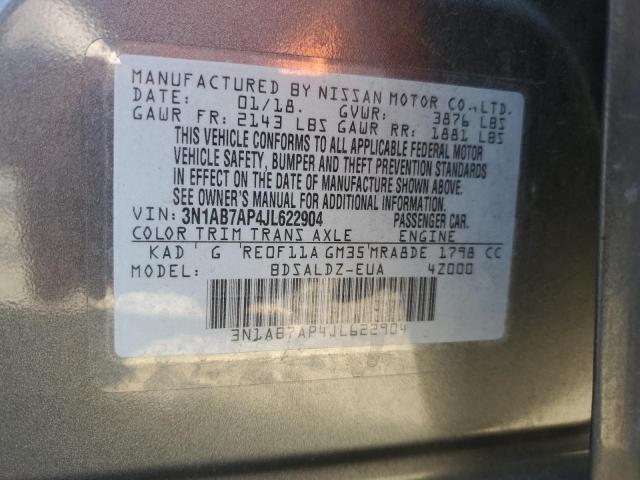 MANUFACTURED BY NISSAN MOTOR CO., LTD.
DATE: 01/18. GVWR: 3876 LBS
GAWR FR: 2143 LBS GAWR RR: 1881 LBS
THIS VEHICLE CONFORMS TO ALL APPLICABLE FEDERAL MOTOR
VEHICLE SAFETY, BUMPER AND THEFT PREVENTION STANDARDS
IN EFFECT ON THE DATE OF MANUFACTURE SHOWN ABOVE.
SEE OWNER'S MANUAL FOR ADDITIONAL INFORMATION.
VIN: 3N1AB7AP4JL622904 PASSENGER CAR.
COLOR TRIM TRANS AXLE ENGINE
KAD G RE0F11A GM35 MRA8DE 1798 CC
MODEL: BDSALDZ-EUA 4Z000
3N1AB7AP4JL622904